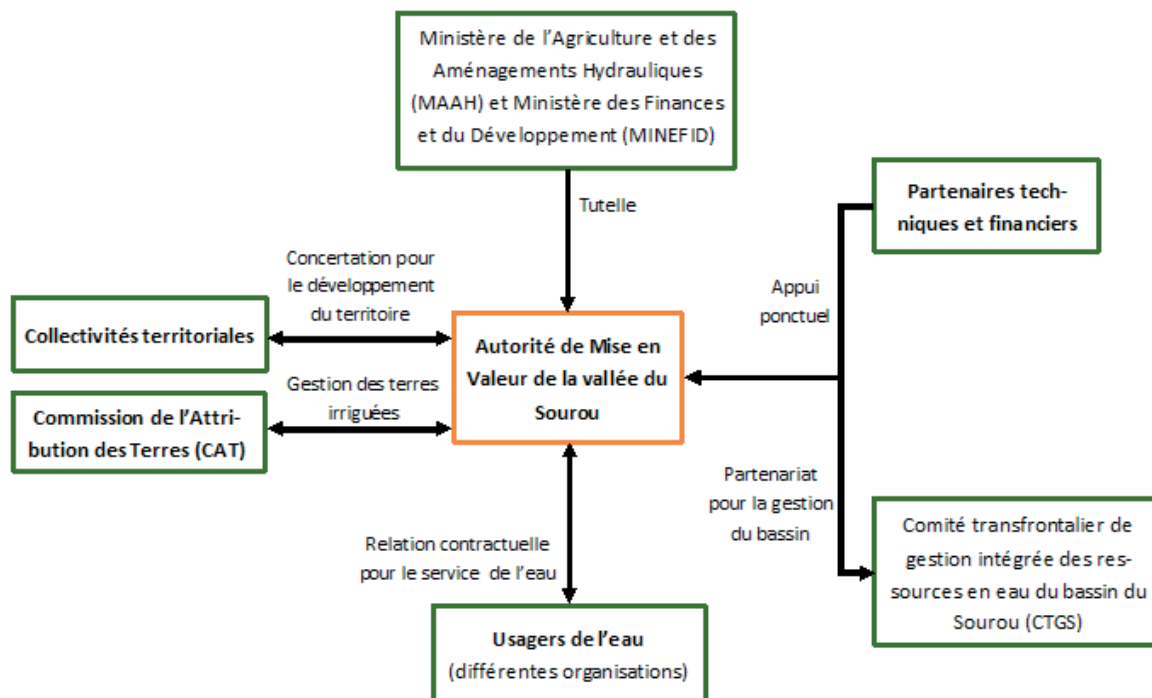 Ministère de l’Agriculture et des
Aménagements Hydrauliques
(MAAH) et Ministère des Finances
et du Développement (MINEFID)
Tutelle
Partenaires tech-
niques et financiers
Concertation pour
le développement
du territoire
Appui
ponctuel
Collectivités territoriales
Autorité de Mise en
Valeur de la vallée du
Sourou
Gestion des terres
irriguées
Commission de l’Attri-
bution des Terres (CAT)
Partenariat
pour la gestion
du bassin
Relation contractuelle
pour le service de l’eau
Comité transfrontalier de
gestion intégrée des res-
sources en eau du bassin du
Sourou (CTGS)
Usagers de l’eau
(différentes organisations)